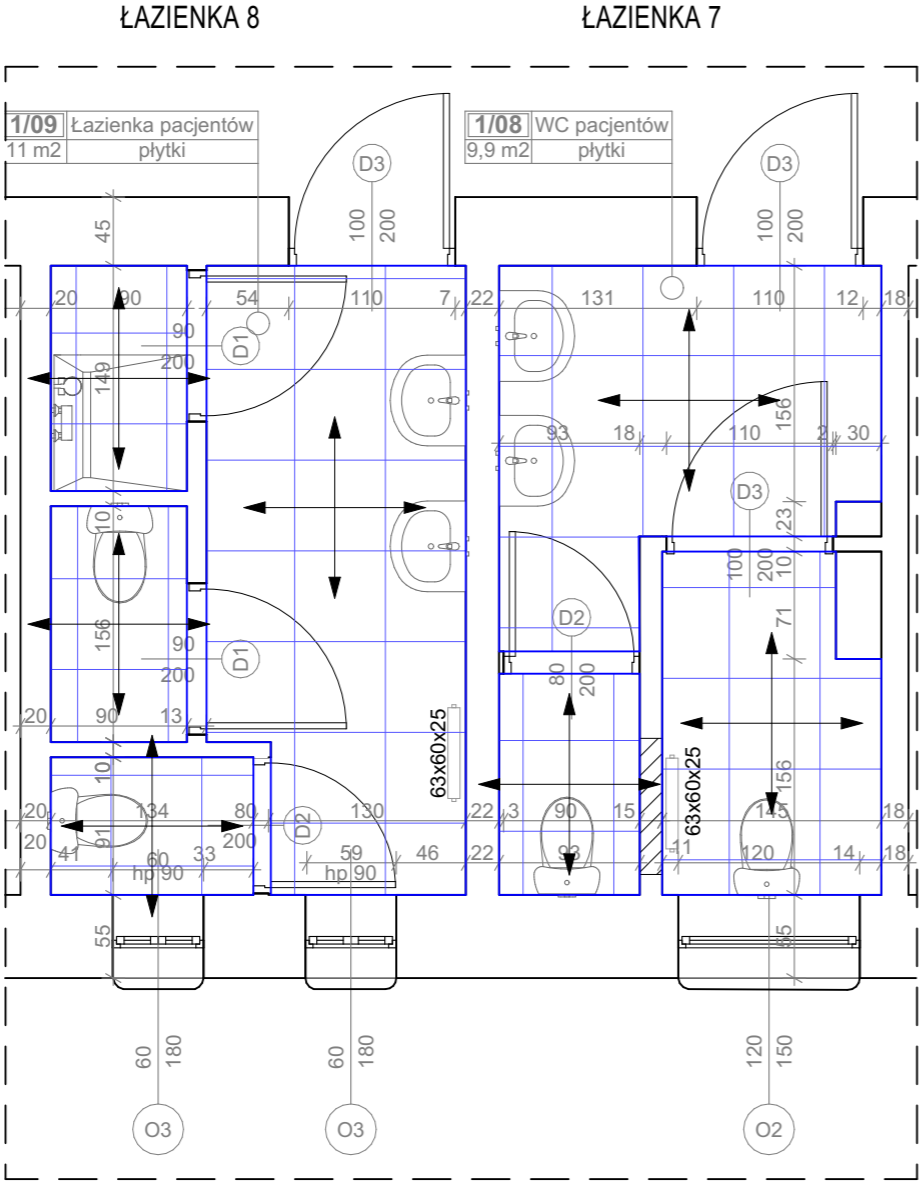 ŁAZIENKA 8
ŁAZIENKA 7
1/09 Łazienka pacjentów
11 m2 płytki
1/08 WC pacjentów
9,9 m2 płytki
D3
D3
100
200
100
200
45
20 90 54 110 7 22 131 110 12 18
90
200
D1
149
156
93 18 110 2 30
D3
10
23
100
200
10
D2
71
156
90
200
D1
80
200
20 90 13
63x60x25
63x60x25
10
156
20 134 80 130 22 3 90 15 145 18
200
D2
91
20 41 60 33 59 46 22 93 11 120 14 18
hp 90
hp 90
55
55
60
180
60
180
120
150
O3
O3
O2